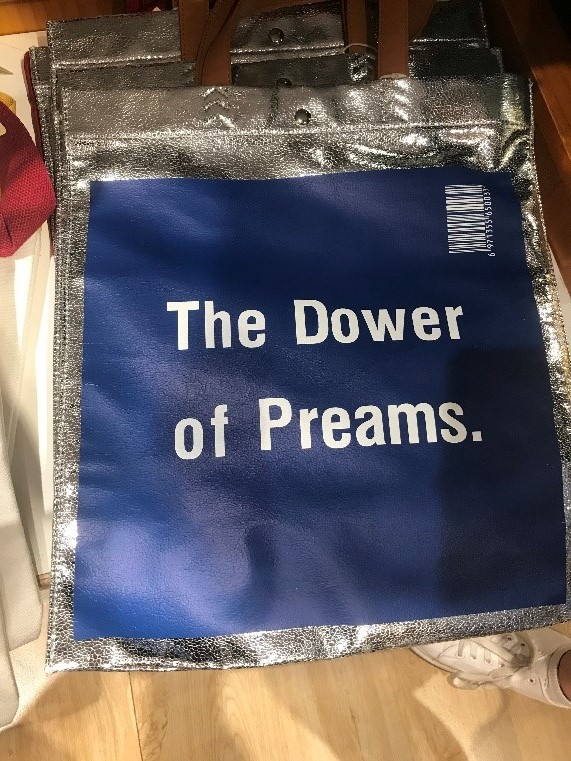 The Dower
of Preams.